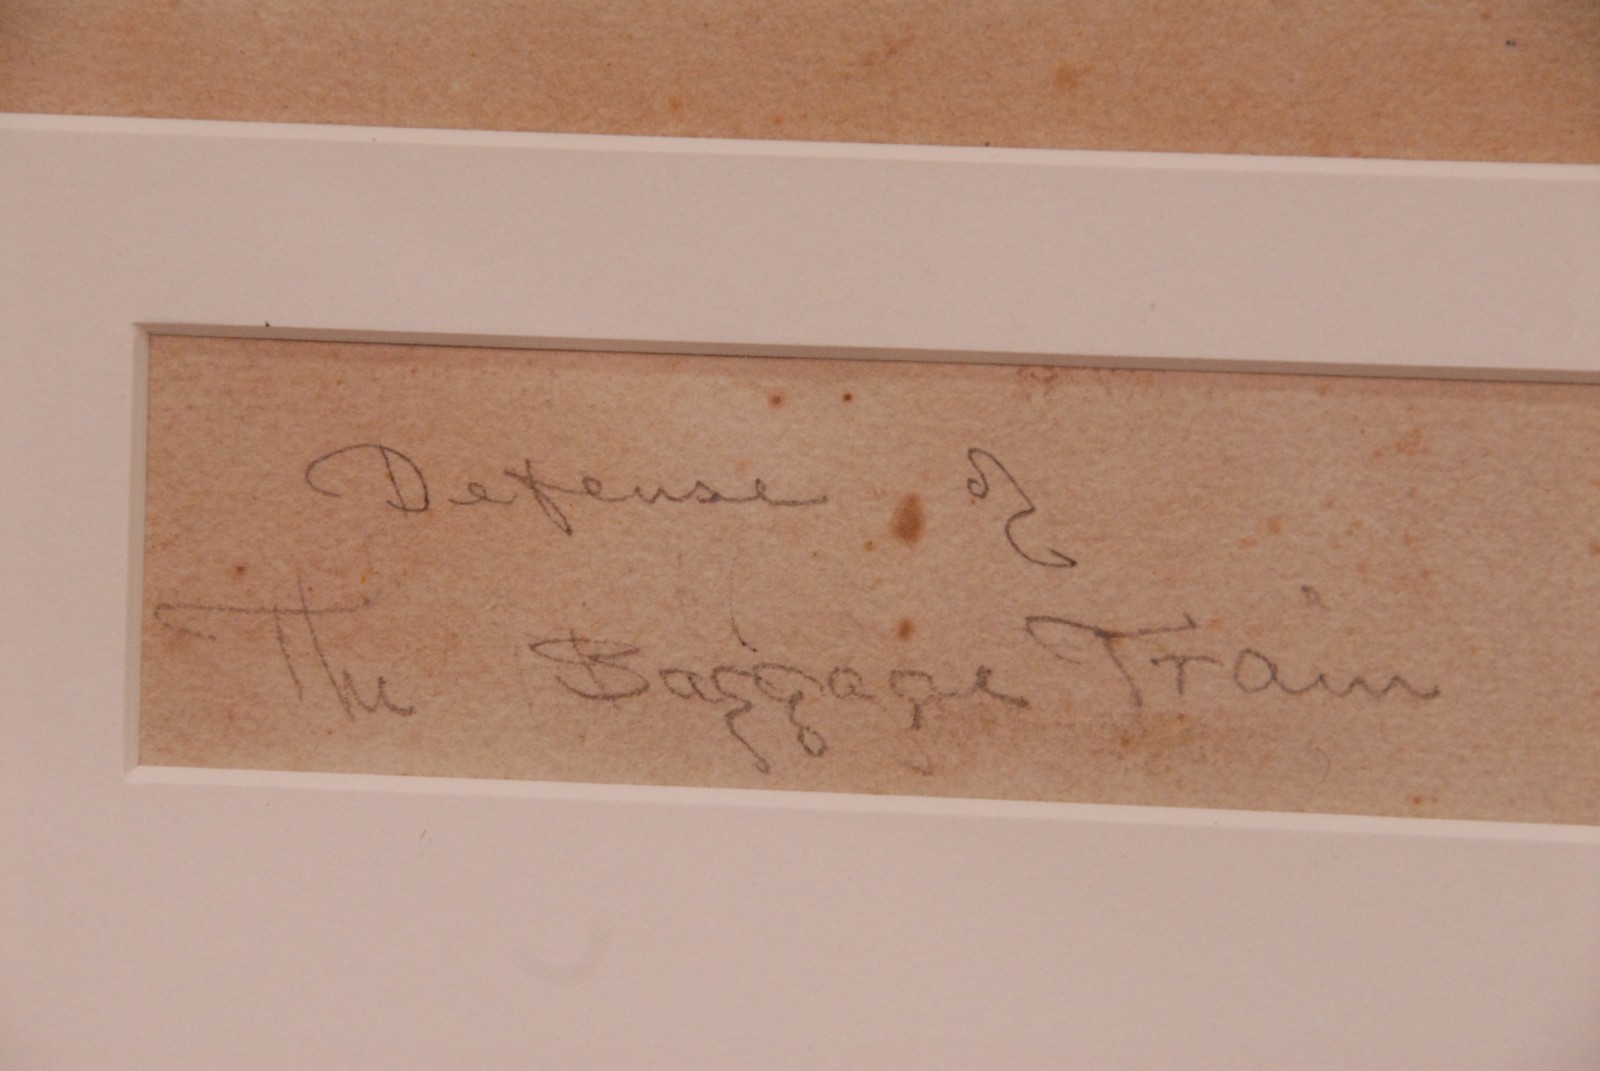 Defense of
The Baggage Train